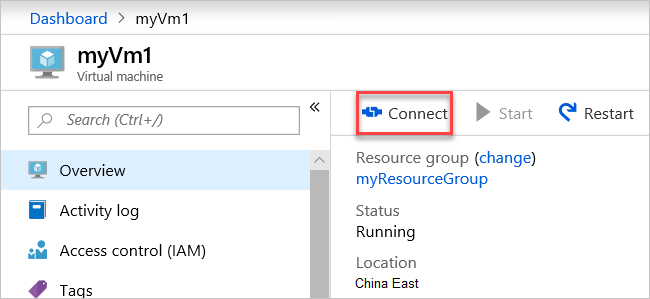 Dashboard > myVm1
myVm1
Virtual machine
Search (Ctrl+/)
«
Overview
Activity log
Access control (IAM)
Tags
Connect Start Restart
Resource group (change)
myResourceGroup
Status
Running
Location
China East